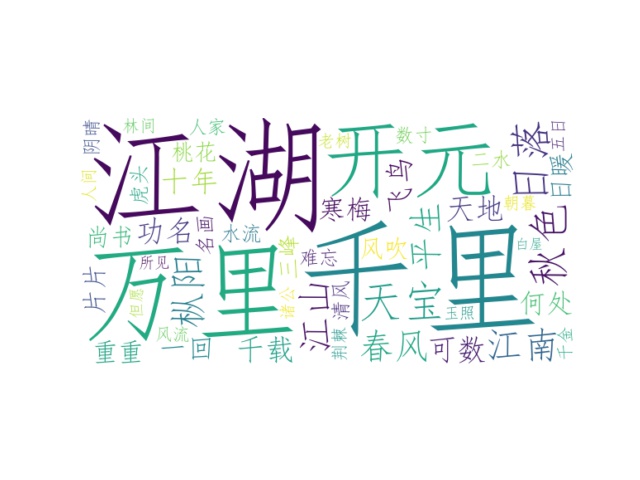 江湖
开元
万里
千里
阴晴
林间
人家
老树
数寸
二水
日落
五日
人间
虎头
桃花
十年
寒梅
飞鸟
日暖
朝暮
尚书
功名
名画
水流
三峰
难忘
风吹
平生
天地
秋色
白屋
片片
所见
枞阳
诸公
江山
清风
天宝
玉照
何处
但愿
风流
重重
一回
千载
荆棘
春风
可数
江南
千金